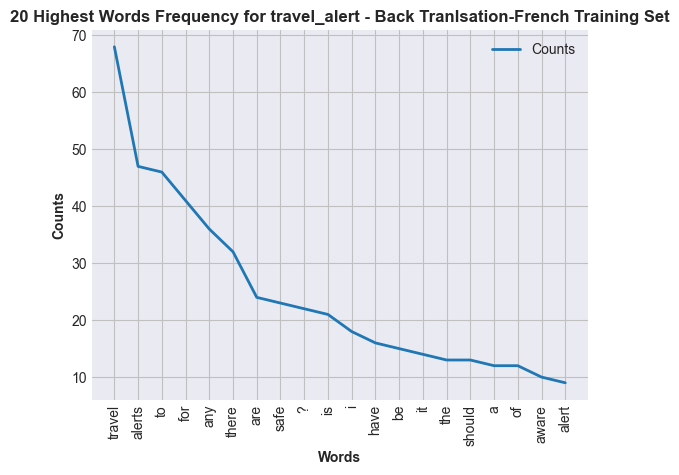 20 Highest Words Frequency for travel_alert - Back Tranlsation-French Training Set
Counts
70
60
50
40
30
20
10
Counts
travel
alerts
to
for
any
there
are
safe
?
is
i
have
be
it
the
should
a
of
aware
alert
Words